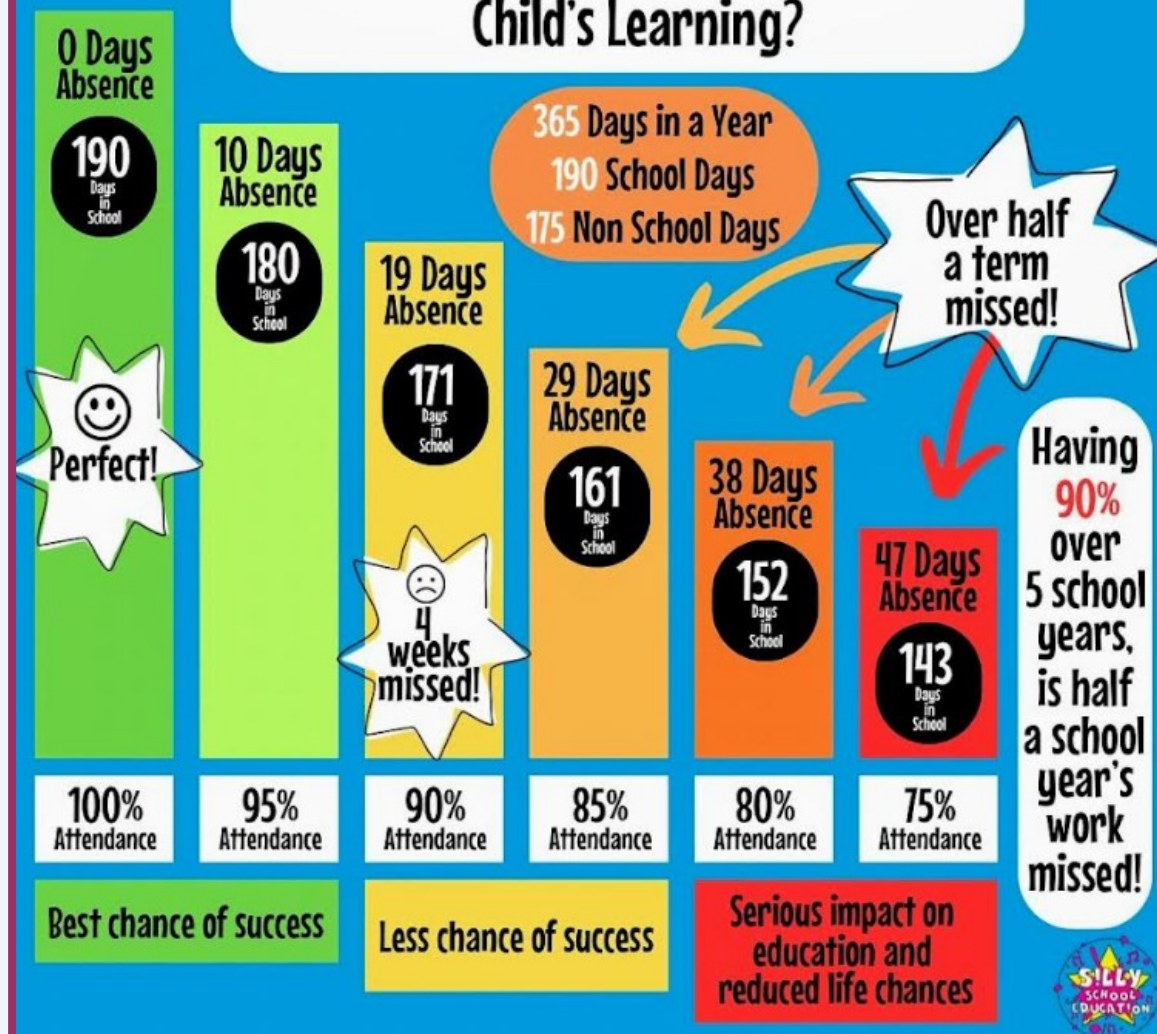 Child's Learning?
0 Days
Absence
190
Days
in
School
Perfect!
10 Days
Absence
180
Days
in
School
365 Days in a Year
190 School Days
175 Non School Days
Over half
a term
missed!
19 Days
Absence
171
Days
in
School
4
weeks
missed!
29 Days
Absence
161
Days
in
School
38 Days
Absence
152
Days
in
School
47 Days
Absence
143
Days
in
School
Having
90%
over
5 school
years,
is half
a school
year's
work
missed!
100%
Attendance
95%
Attendance
90%
Attendance
85%
Attendance
80%
Attendance
75%
Attendance
Best chance of success
Less chance of success
Serious impact on
education and
reduced life chances
SILLY
SCHOOL
EDUCATION